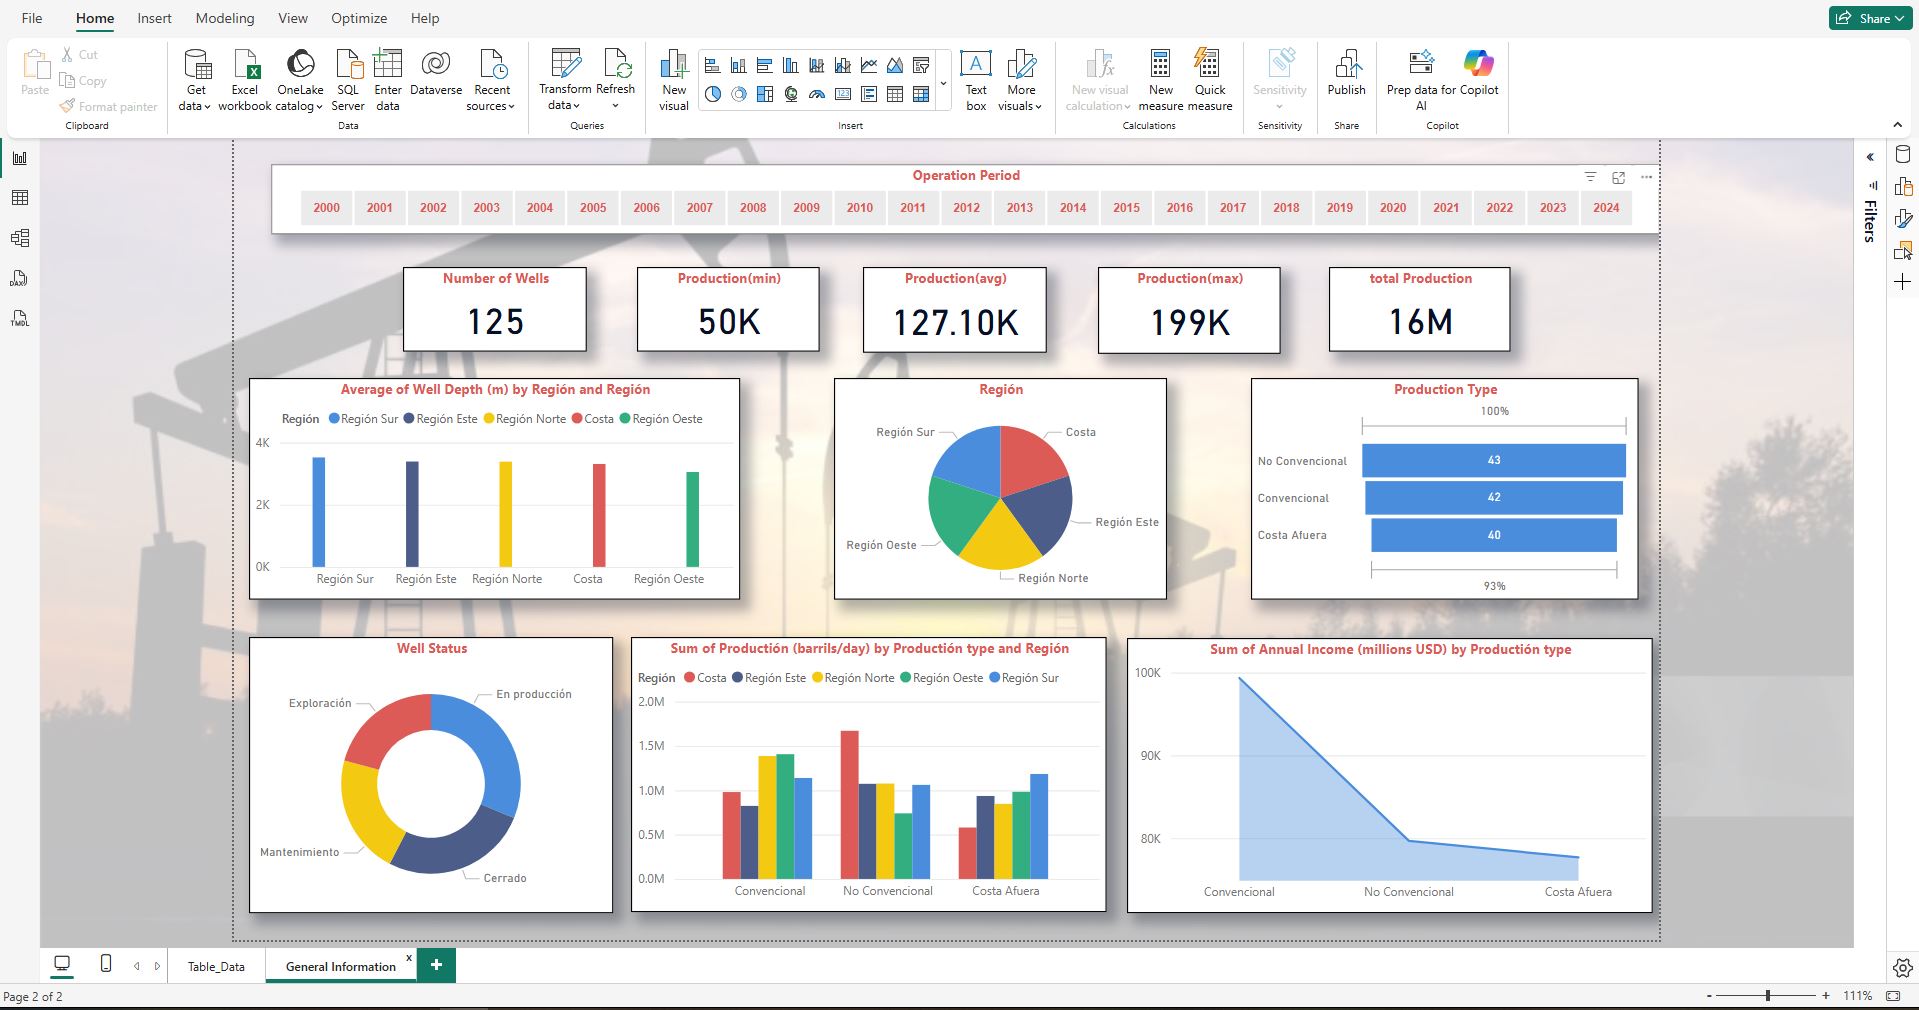 File Home Insert Modeling View Optimize Help
Share
Paste
Cut
Copy
Format painter
Clipboard
Get data
Excel workbook
OneLake catalog
SQL Server
Enter data
Dataverse
Recent sources
Data
Transform data
Refresh
Queries
New visual
Text box
More visuals
Insert
New visual calculation
New measure
Quick measure
Calculations
Sensitivity
Sensitivity
Publish
Share
Prep data for AI
Copilot
Copilot
DAX
TMDL
Filters
Operation Period
2000 2001 2002 2003 2004 2005 2006 2007 2008 2009 2010 2011 2012 2013 2014 2015 2016 2017 2018 2019 2020 2021 2022 2023 2024
Number of Wells
125
Production(min)
50K
Production(avg)
127.10K
Production(max)
199K
total Production
16M
Average of Well Depth (m) by Región and Región
Región Región Sur Región Este Región Norte Costa Región Oeste
4K
2K
0K
Región Sur Región Este Región Norte Costa Región Oeste
Región
Región Sur
Costa
Región Este
Región Oeste
Región Norte
Production Type
100%
No Convencional 43
Convencional 42
Costa Afuera 40
93%
Well Status
En producción
Exploración
Mantenimiento
Cerrado
Sum of Productión (barrils/day) by Productión type and Región
Región Costa Región Este Región Norte Región Oeste Región Sur
2.0M
1.5M
1.0M
0.5M
0.0M
Convencional No Convencional Costa Afuera
Sum of Annual Income (millions USD) by Productión type
100K
90K
80K
Convencional No Convencional Costa Afuera
Table_Data
General Information x
+
Page 2 of 2
- + 111%